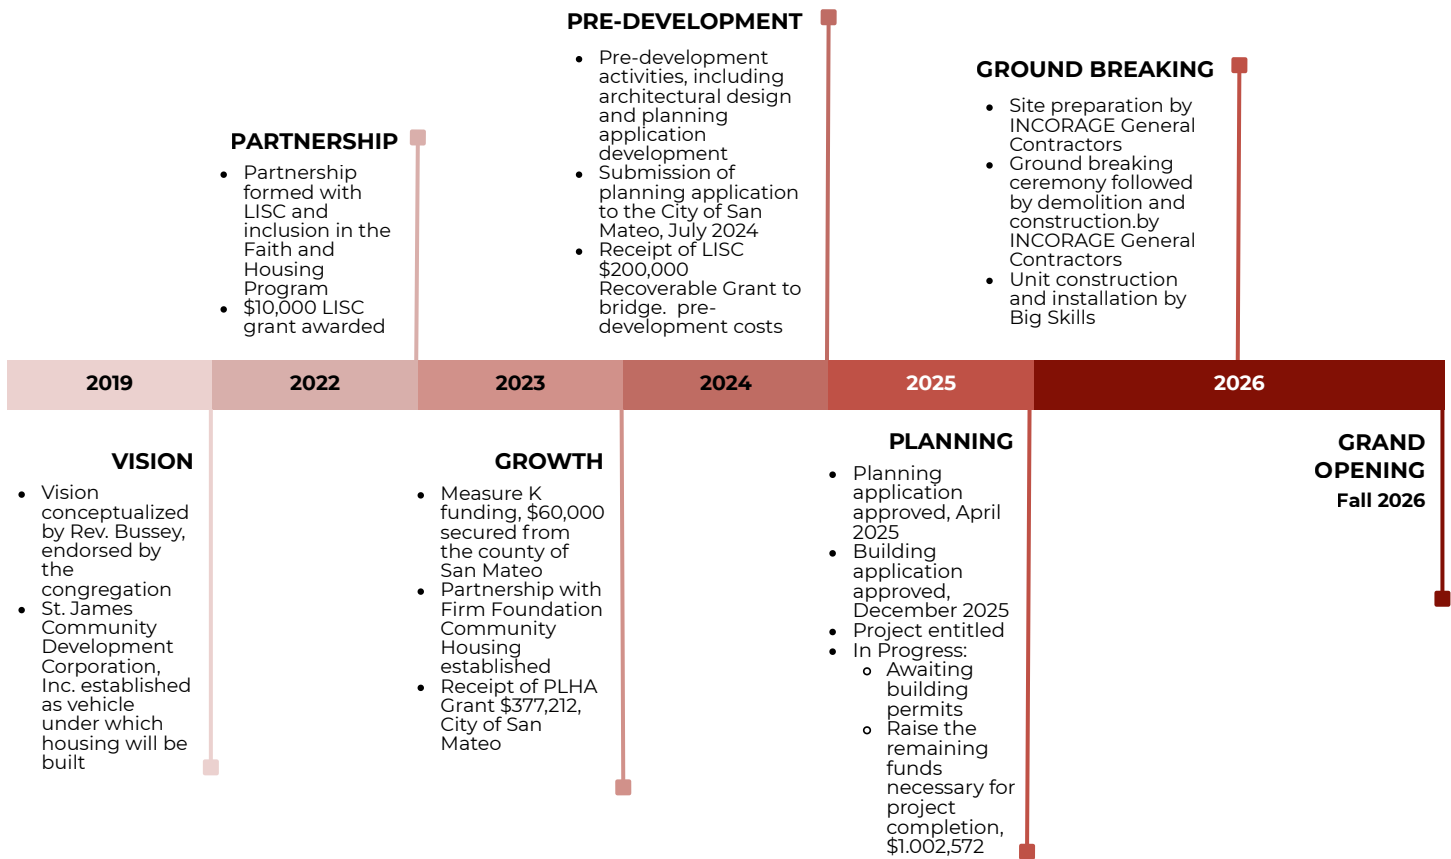 PRE-DEVELOPMENT
• Pre-development
activities, including
architectural design
and planning
application
development
• Submission of
planning application
to the City of San
Mateo, July 2024
• Receipt of LISC
$200,000
Recoverable Grant to
bridge.  pre-
development costs
GROUND BREAKING
• Site preparation by
INCORAGE General
Contractors
• Ground breaking
ceremony followed
by demolition and
construction.by
INCORAGE General
Contractors
• Unit construction
and installation by
Big Skills
PARTNERSHIP
• Partnership
formed with
LISC and
inclusion in the
Faith and
Housing
Program
• $10,000 LISC
grant awarded
2019
2022
2023
2024
2025
2026
VISION
• Vision
conceptualized
by Rev. Bussey,
endorsed by
the
congregation
• St. James
Community
Development
Corporation,
Inc. established
as vehicle
under which
housing will be
built
GROWTH
• Measure K
funding, $60,000
secured from
the county of
San Mateo
• Partnership with
Firm Foundation
Community
Housing
established
• Receipt of PLHA
Grant $377,212,
City of San
Mateo
PLANNING
• Planning
application
approved, April
2025
• Building
application
approved,
December 2025
• Project entitled
• In Progress:
◦ Awaiting
building
permits
◦ Raise the
remaining
funds
necessary for
project
completion,
$1.002,572
GRAND
OPENING
Fall 2026